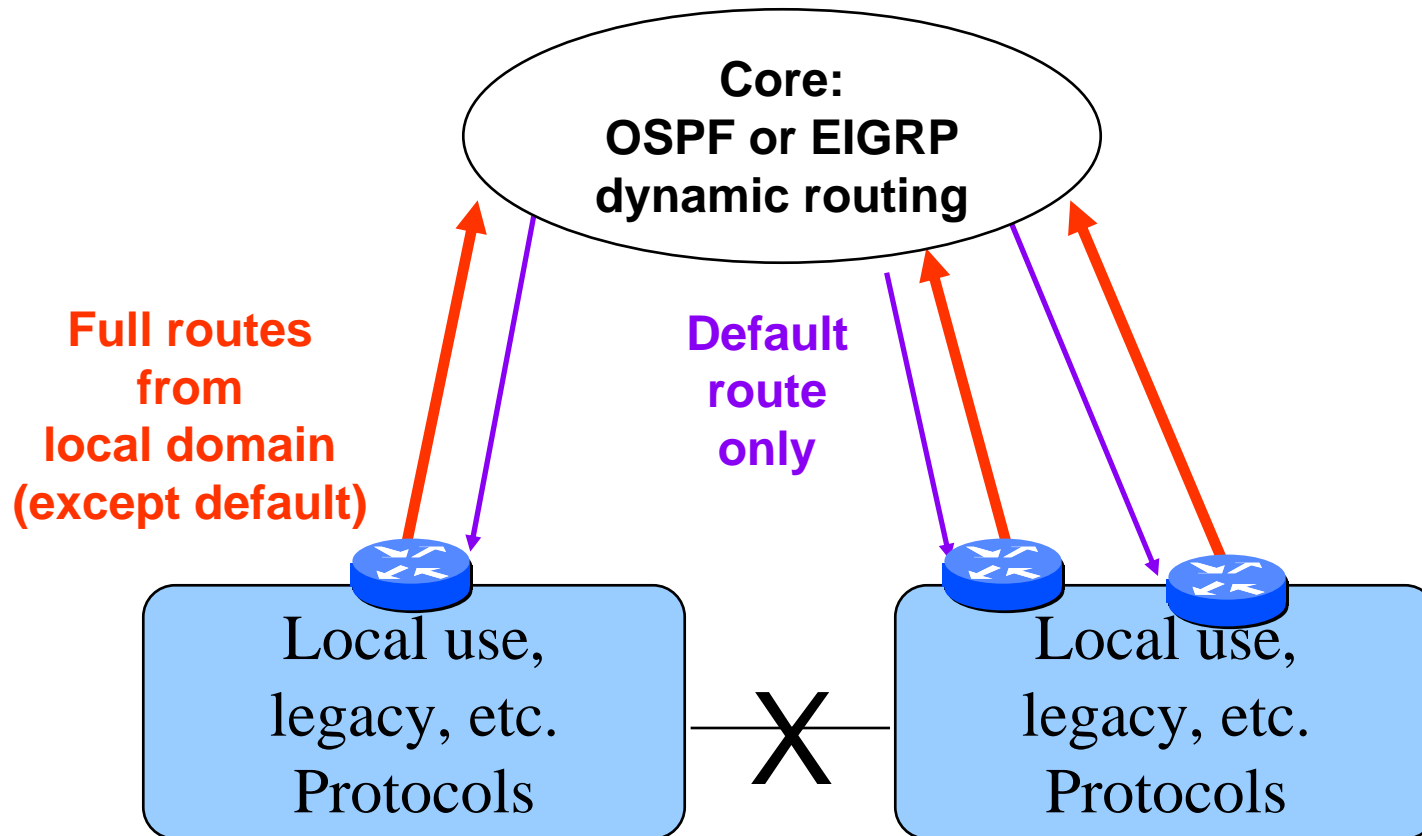 Core:
OSPF or EIGRP
dynamic routing
Full routes
from
local domain
(except default)
Default
route
only
Local use,
legacy, etc.
Protocols
X
Local use,
legacy, etc.
Protocols